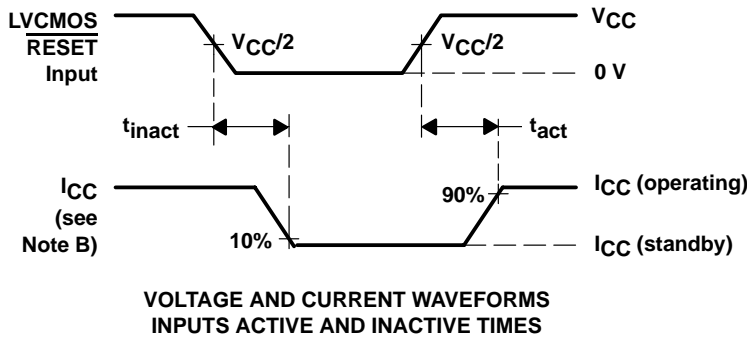 LVCMOS
RESET
Input
VCC/2
VCC/2
VCC
0 V
tinact
tact
ICC
(see
Note B)
10%
90%
ICC (operating)
ICC (standby)
VOLTAGE AND CURRENT WAVEFORMS
INPUTS ACTIVE AND INACTIVE TIMES